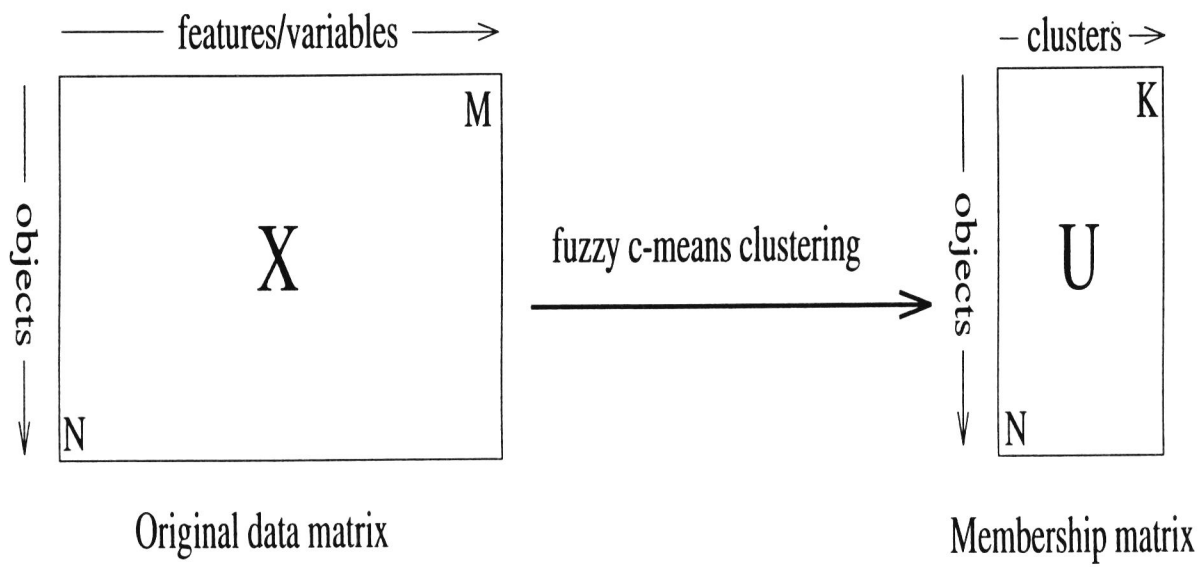 features/variables
clusters
M
K
objects
X
fuzzy c-means clustering
objects
U
N
N
Original data matrix
Membership matrix